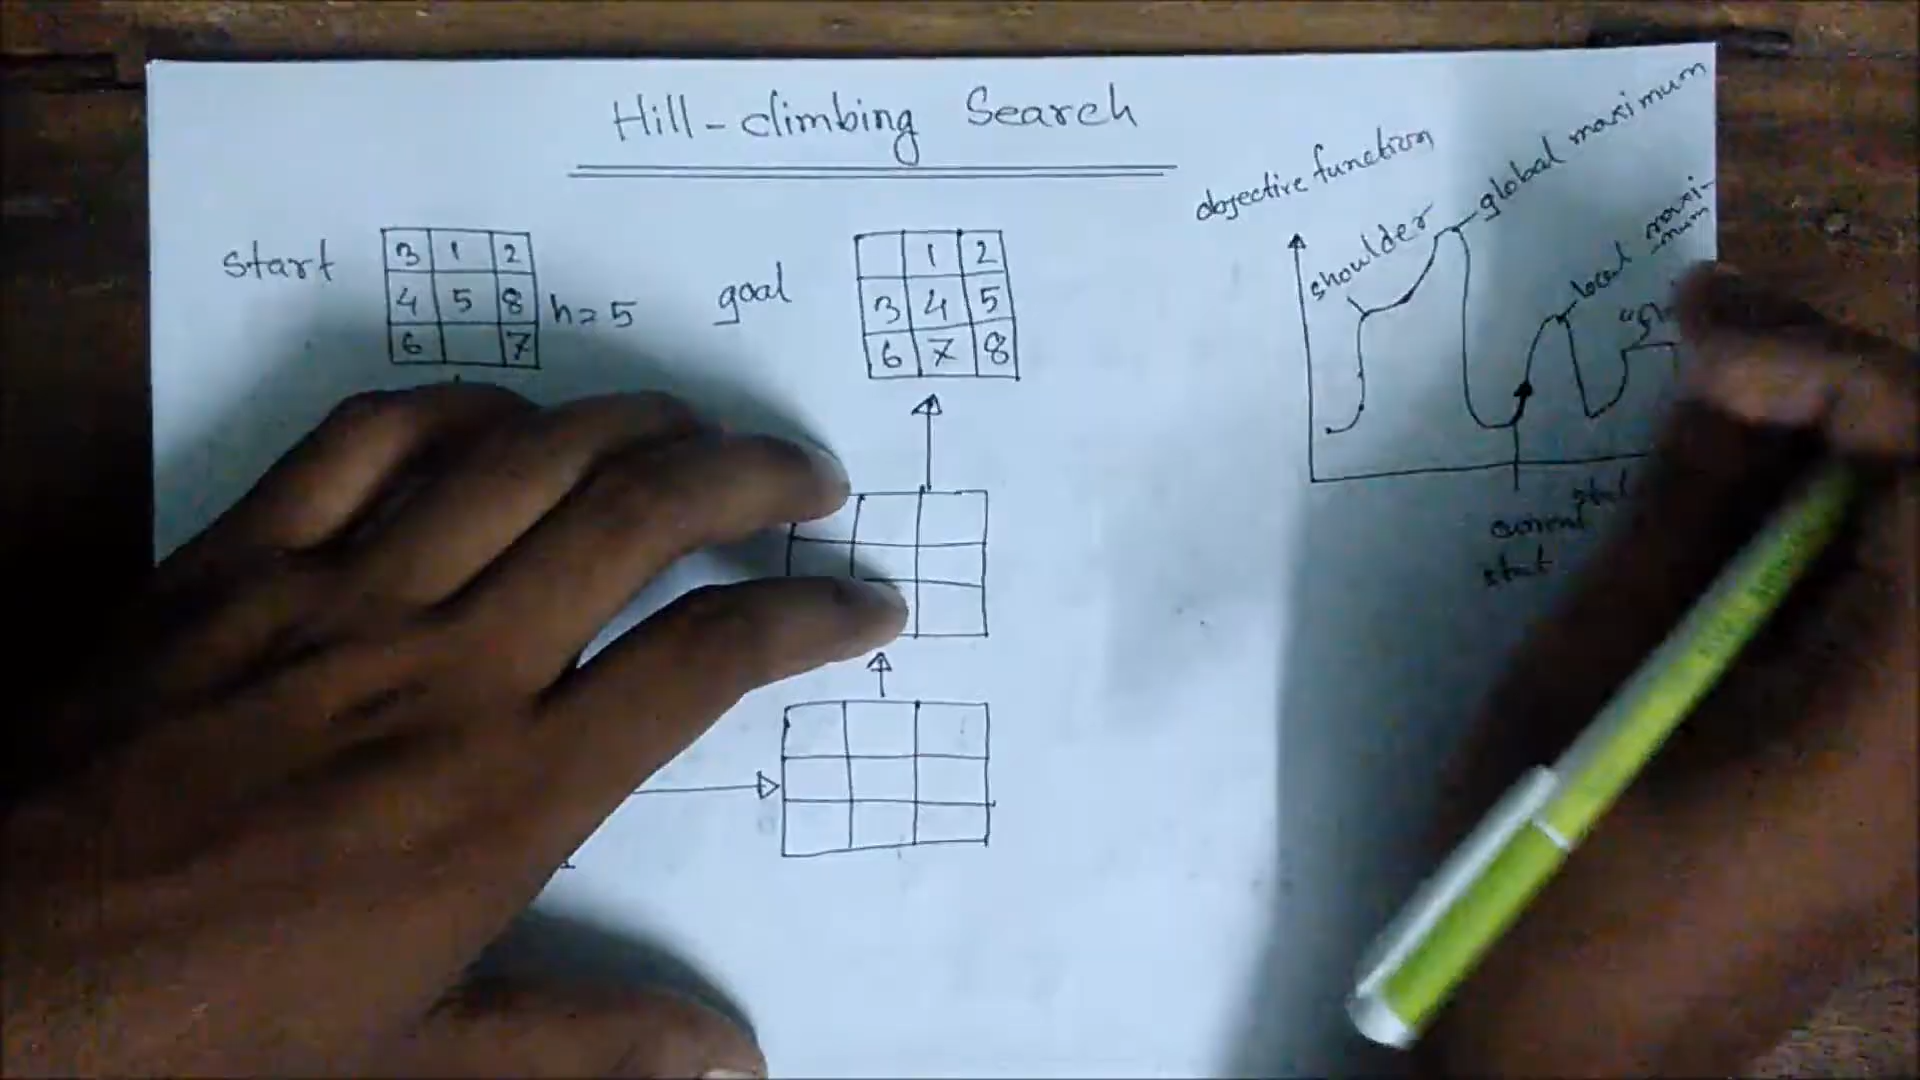 Hill-climbing Search
start
3 1 2
4 5 8
6 7
h=5
goal
1 2
3 4 5
6 7 8
objective function
shoulder
global maximum
local maxi-
mum
current
stat